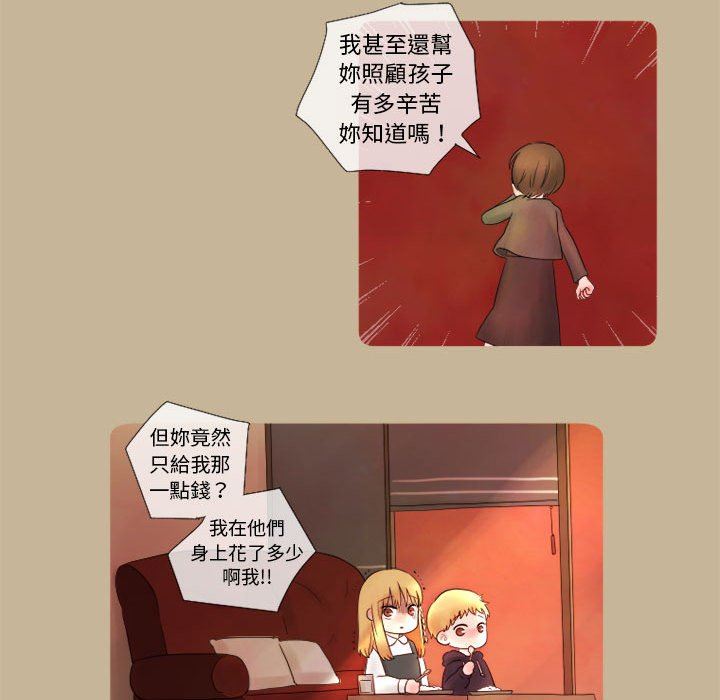 我甚至還幫
妳照顧孩子
有多辛苦
妳知道嗎！
但妳竟然
只給我那
一點錢？
我在他們
身上花了多少
啊我!!